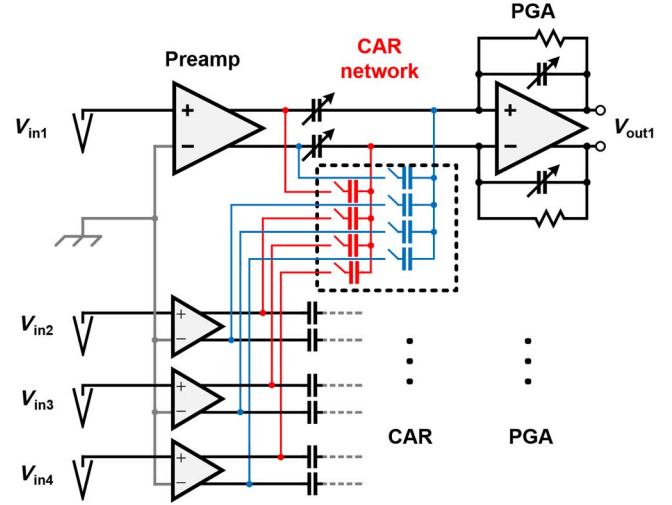 PGA
Preamp
CAR
network
+
−
+
−
Vin1
Vout1
Vin2
+
−
Vin3
+
−
CAR
PGA
Vin4
+
−